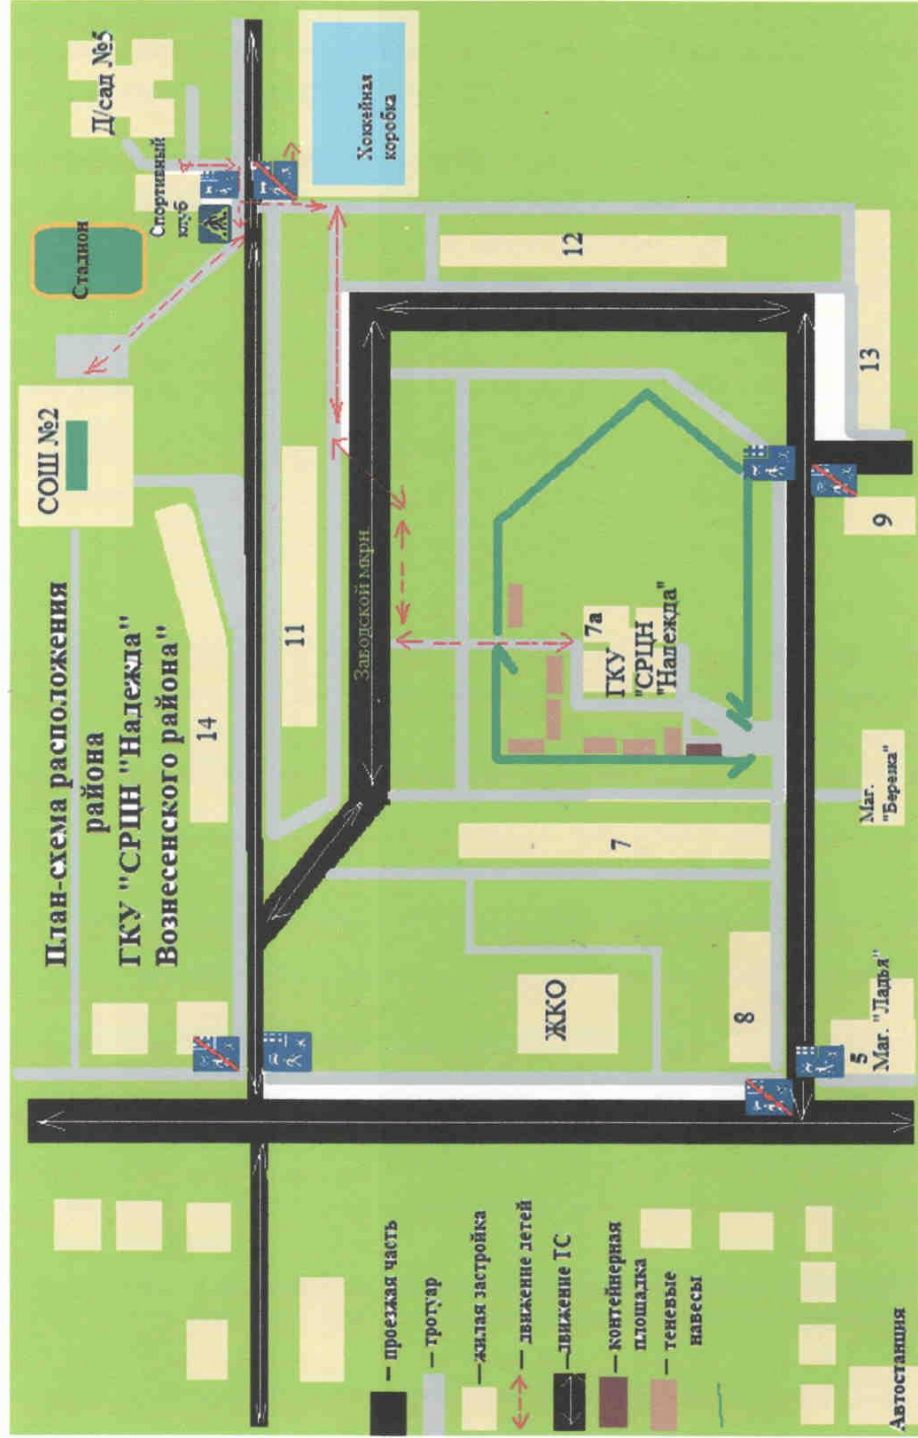 План-схема расположения
района
ГКУ "СРЦН "Надежда"
Вознесенского района"
СОШ №2
Стадион
Спортивный
клуб
Д/сад №5
Хоккейная
коробка
14
11
Заводской мкрн
12
13
7а
ГКУ
"СРЦН
"Надежда"
7
ЖКО
8
9
Маг.
"Березка"
5
Маг. "Ладья"
– проезжая часть
– тротуар
– жилая застройка
– движение детей
– движение ТС
– контейнерная
площадка
– теневые
навесы
Автостанция